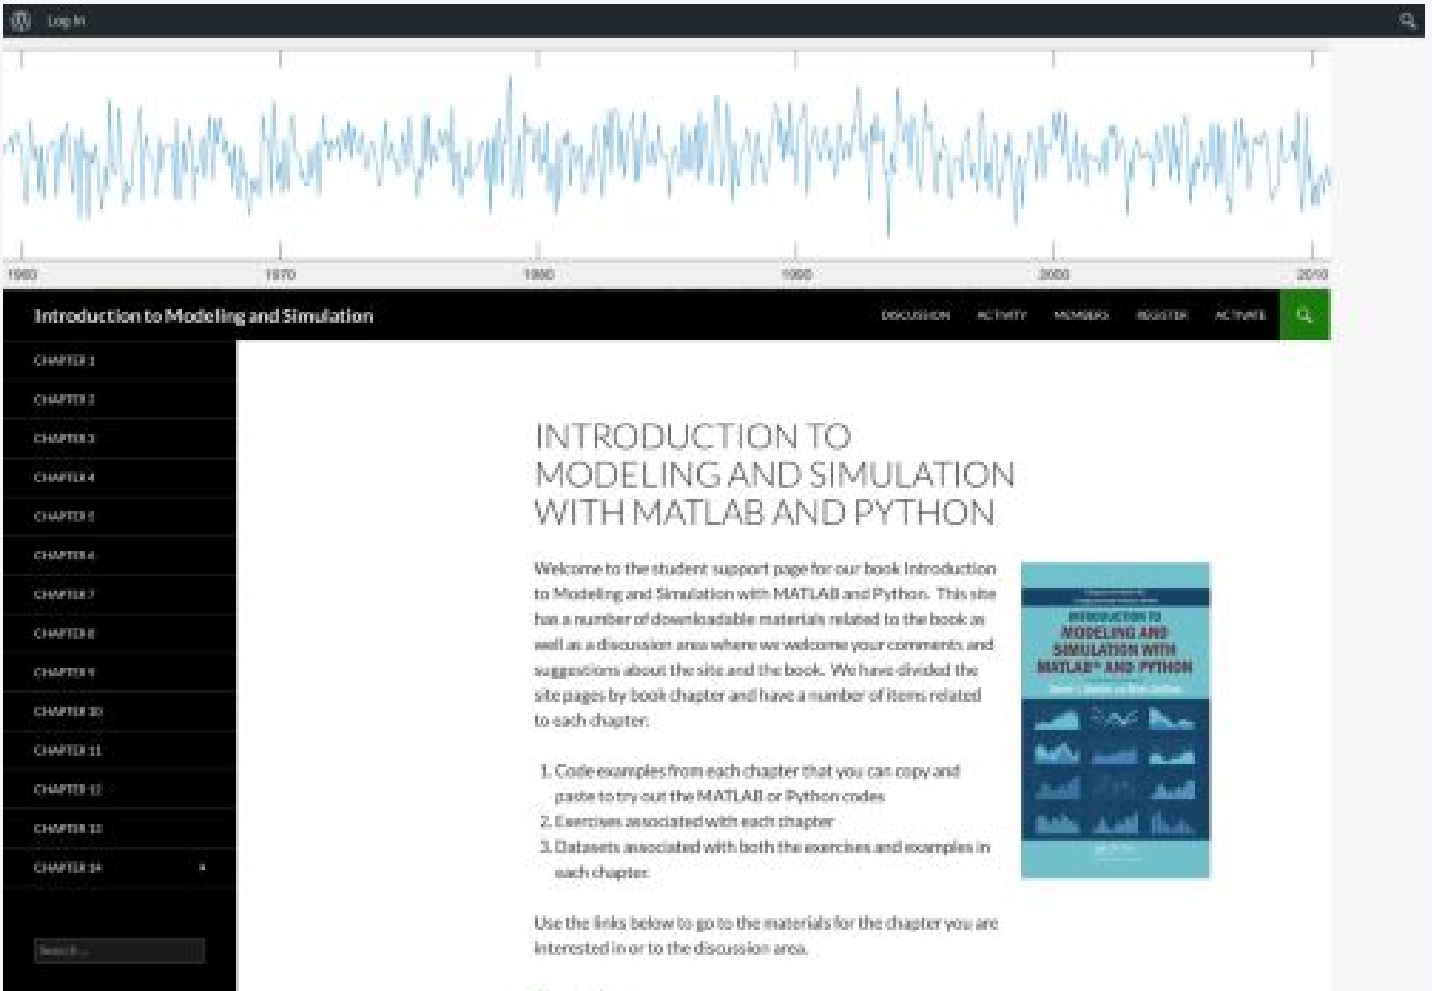 Log In
1960 1970 1980 1990 2000 2010
Introduction to Modeling and Simulation
DISCUSSION ACTIVITY MEMBERS REGISTER ACTIVATE
CHAPTER 1
CHAPTER 2
CHAPTER 3
CHAPTER 4
CHAPTER 5
CHAPTER 6
CHAPTER 7
CHAPTER 8
CHAPTER 9
CHAPTER 10
CHAPTER 11
CHAPTER 12
CHAPTER 13
CHAPTER 14
Search ...
INTRODUCTION TO
MODELING AND SIMULATION
WITH MATLAB AND PYTHON
Welcome to the student support page for our book Introduction
to Modeling and Simulation with MATLAB and Python. This site
has a number of downloadable materials related to the book as
well as a discussion area where we welcome your comments and
suggestions about the site and the book. We have divided the
site pages by book chapter and have a number of items related
to each chapter:
1. Code examples from each chapter that you can copy and
paste to try out the MATLAB or Python codes
2. Exercises associated with each chapter
3. Datasets associated with both the exercises and examples in
each chapter.
Use the links below to go to the materials for the chapter you are
interested in or to the discussion area.
INTRODUCTION TO
MODELING AND
SIMULATION WITH
MATLAB® AND PYTHON